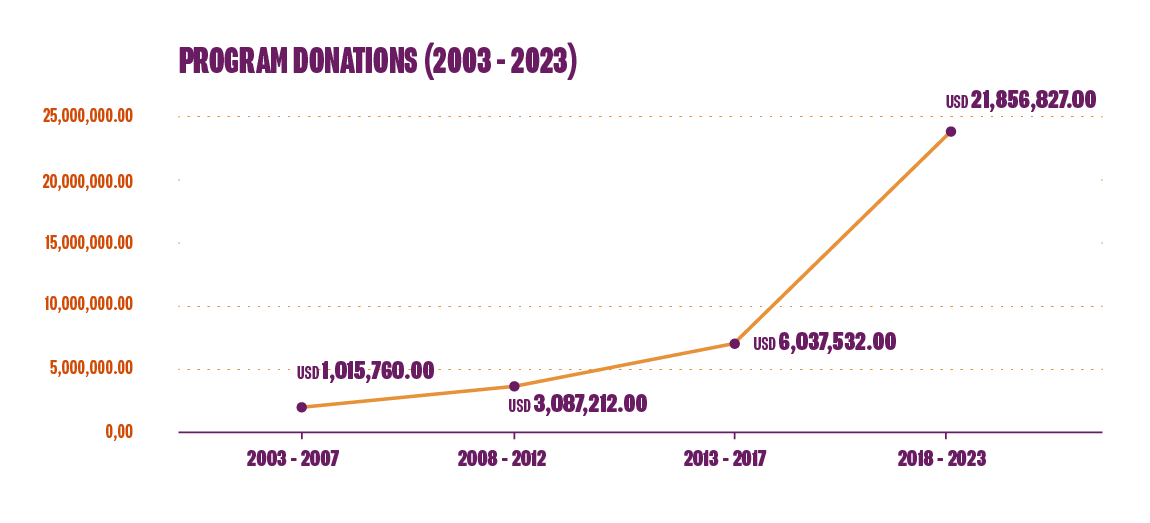 PROGRAM DONATIONS (2003 - 2023)
USD 21,856,827.00
25,000,000.00
20,000,000.00
15,000,000.00
10,000,000.00
USD 6,037,532.00
5,000,000.00
USD 1,015,760.00
USD 3,087,212.00
0,00
2003 - 2007
2008 - 2012
2013 - 2017
2018 - 2023